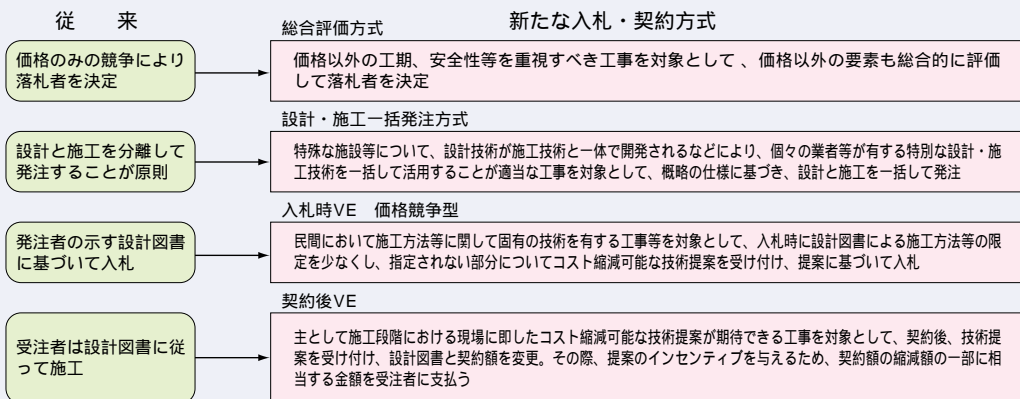 従　来
新たな入札・契約方式
価格のみの競争により
落札者を決定
総合評価方式
価格以外の工期、安全性等を重視すべき工事を対象として 、価格以外の要素も総合的に評価
して落札者を決定
設計と施工を分離して
発注することが原則
設計・施工一括発注方式
特殊な施設等について、設計技術が施工技術と一体で開発されるなどにより、個々の業者等が有する特別な設計・施
工技術を一括して活用することが適当な工事を対象として、概略の仕様に基づき、設計と施工を一括して発注
発注者の示す設計図書
に基づいて入札
入札時VE　価格競争型
民間において施工方法等に関して固有の技術を有する工事等を対象として、入札時に設計図書による施工方法等の限
定を少なくし、指定されない部分についてコスト縮減可能な技術提案を受け付け、提案に基づいて入札
受注者は設計図書に従
って施工
契約後VE
主として施工段階における現場に即したコスト縮減可能な技術提案が期待できる工事を対象として、契約後、技術提
案を受け付け、設計図書と契約額を変更。その際、提案のインセンティブを与えるため、契約額の縮減額の一部に相
当する金額を受注者に支払う